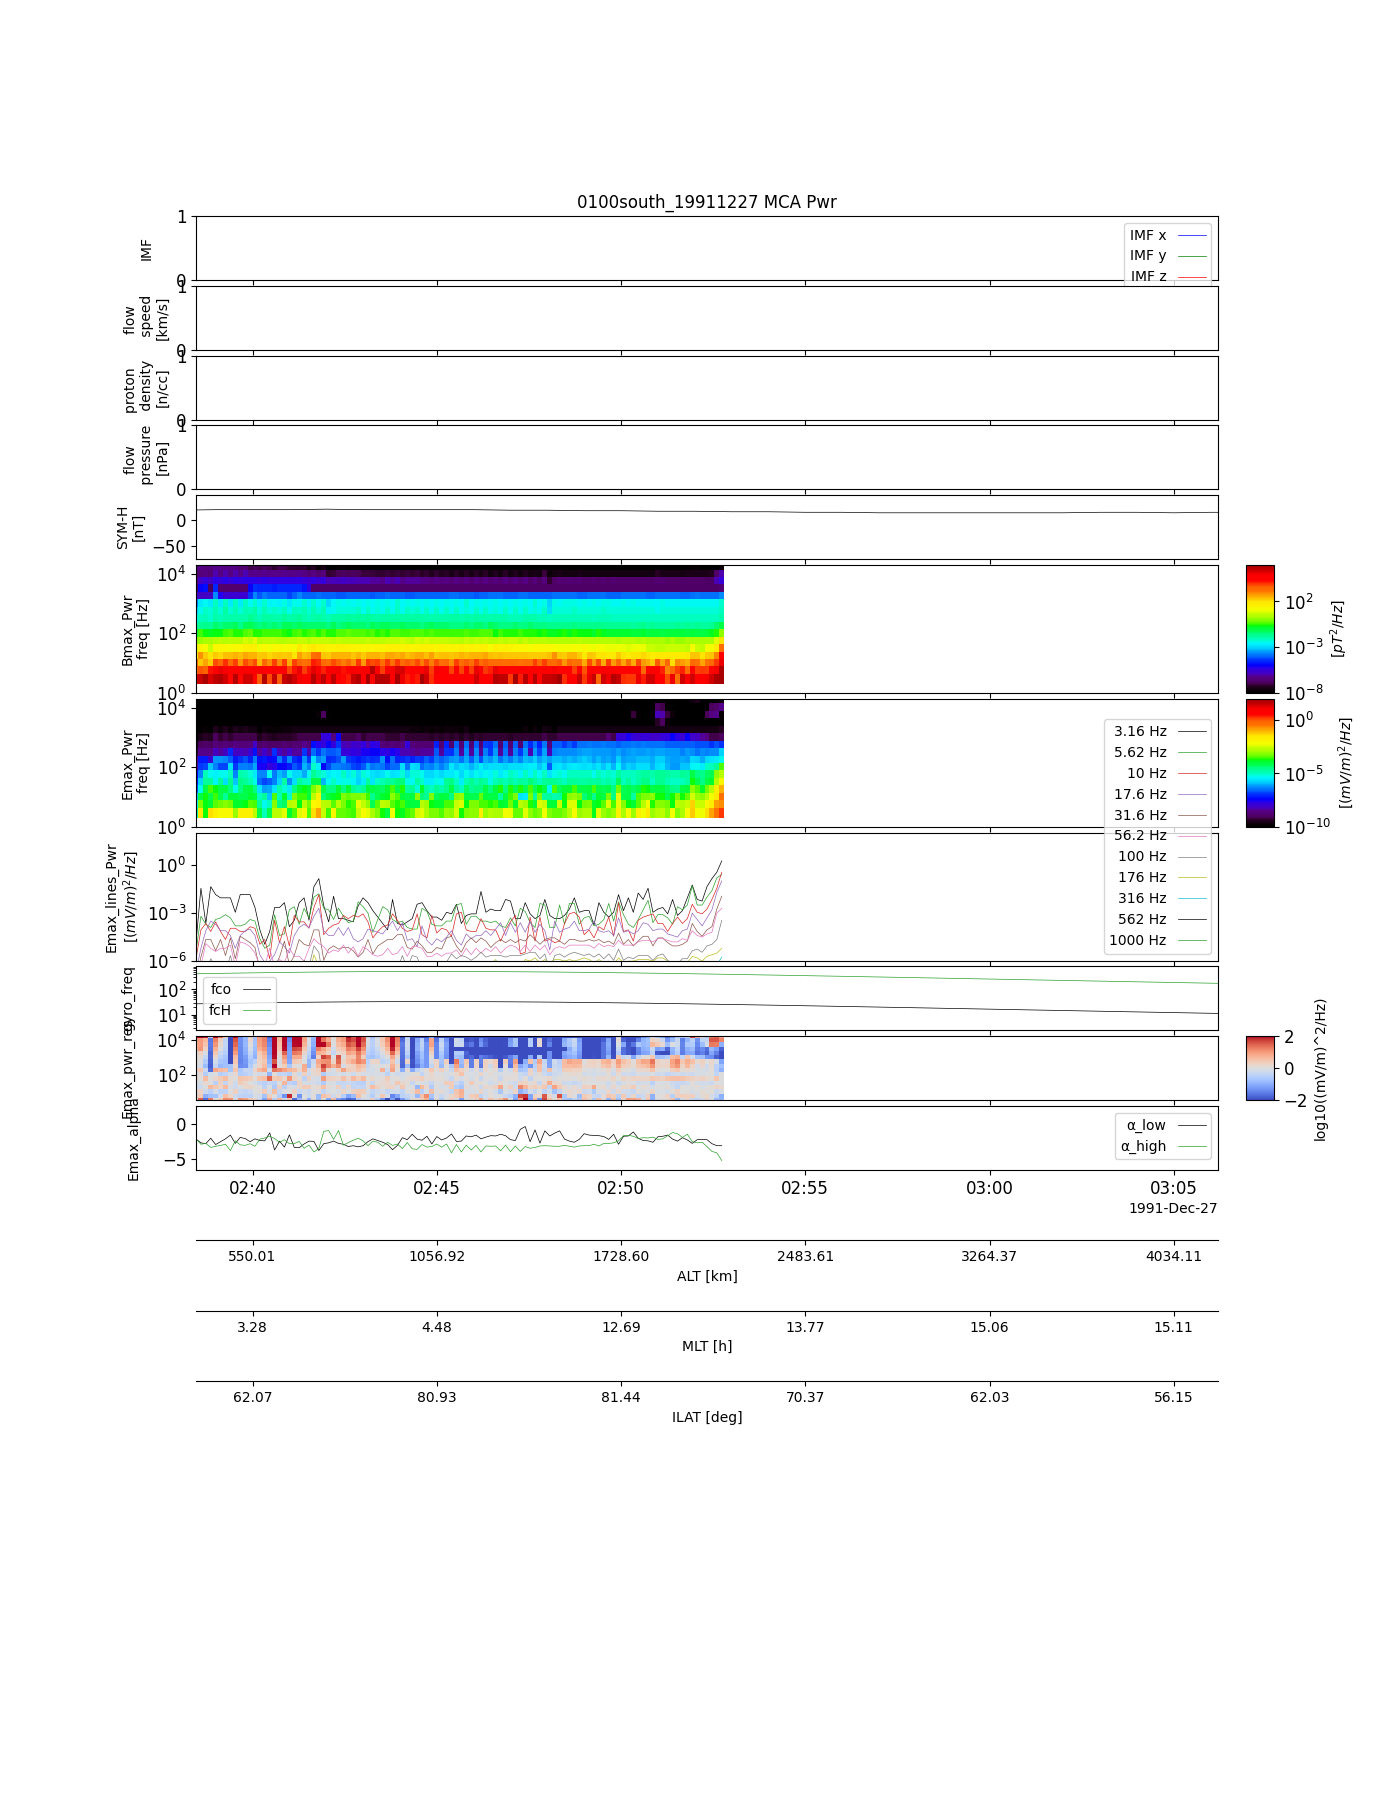 0100south_19911227 MCA Pwr
1
0
IMF
IMF x
IMF y
IMF z
1
0
flow
speed
[km/s]
1
0
proton
density
[n/cc]
1
0
flow
pressure
[nPa]
0
−50
SYM-H
[nT]
10^4
10^2
10^0
Bmax_Pwr
freq [Hz]
10^2
10^−3
10^−8
[pT^2/Hz]
10^4
10^2
10^0
Emax_Pwr
freq [Hz]
10^0
10^−5
10^−10
[(mV/m)^2/Hz]
3.16 Hz
5.62 Hz
10 Hz
17.6 Hz
31.6 Hz
56.2 Hz
100 Hz
176 Hz
316 Hz
562 Hz
1000 Hz
10^0
10^−3
10^−6
Emax_lines_Pwr
[(mV/m)^2/Hz]
10^2
10^1
gyro_freq
fco
fcH
10^4
10^2
Emax_pwr_reg
2
0
−2
log10((mV/m)^2/Hz)
0
−5
Emax_alpha
α_low
α_high
02:40 02:45 02:50 02:55 03:00 03:05
1991-Dec-27
550.01 1056.92 1728.60 2483.61 3264.37 4034.11
ALT [km]
3.28 4.48 12.69 13.77 15.06 15.11
MLT [h]
62.07 80.93 81.44 70.37 62.03 56.15
ILAT [deg]